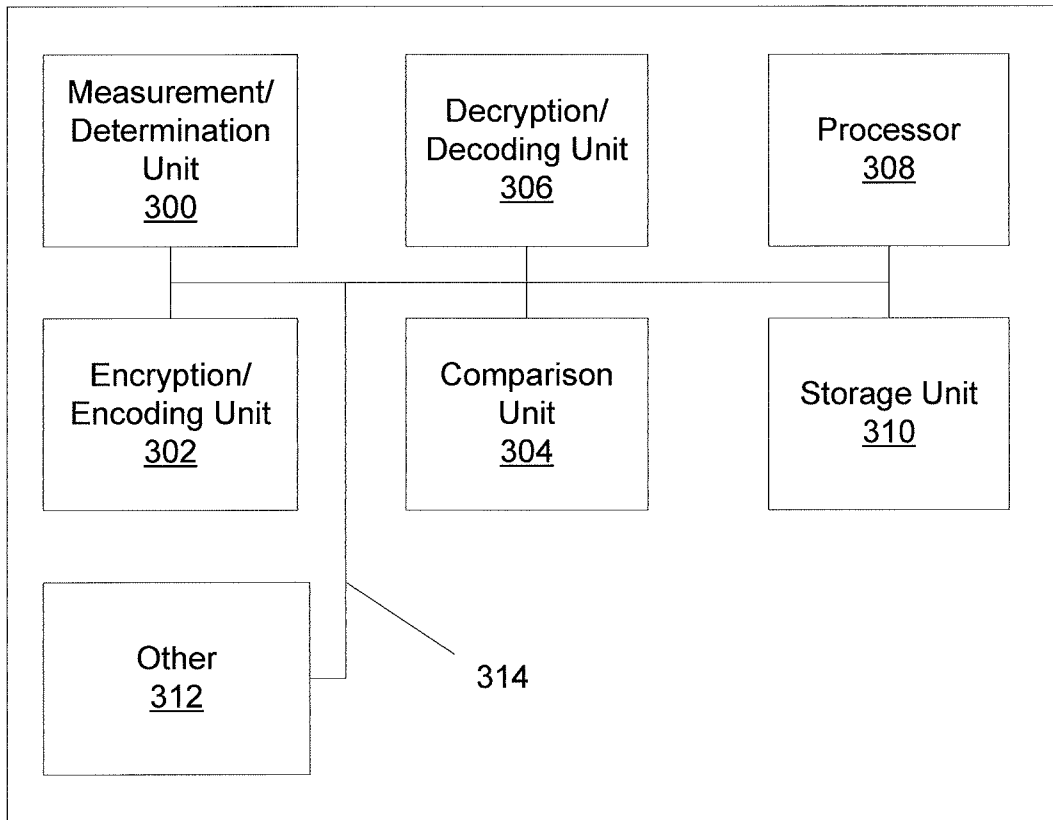 Measurement/
Determination
Unit
300
Decryption/
Decoding Unit
306
Processor
308
Encryption/
Encoding Unit
302
Comparison
Unit
304
Storage Unit
310
Other
312
314